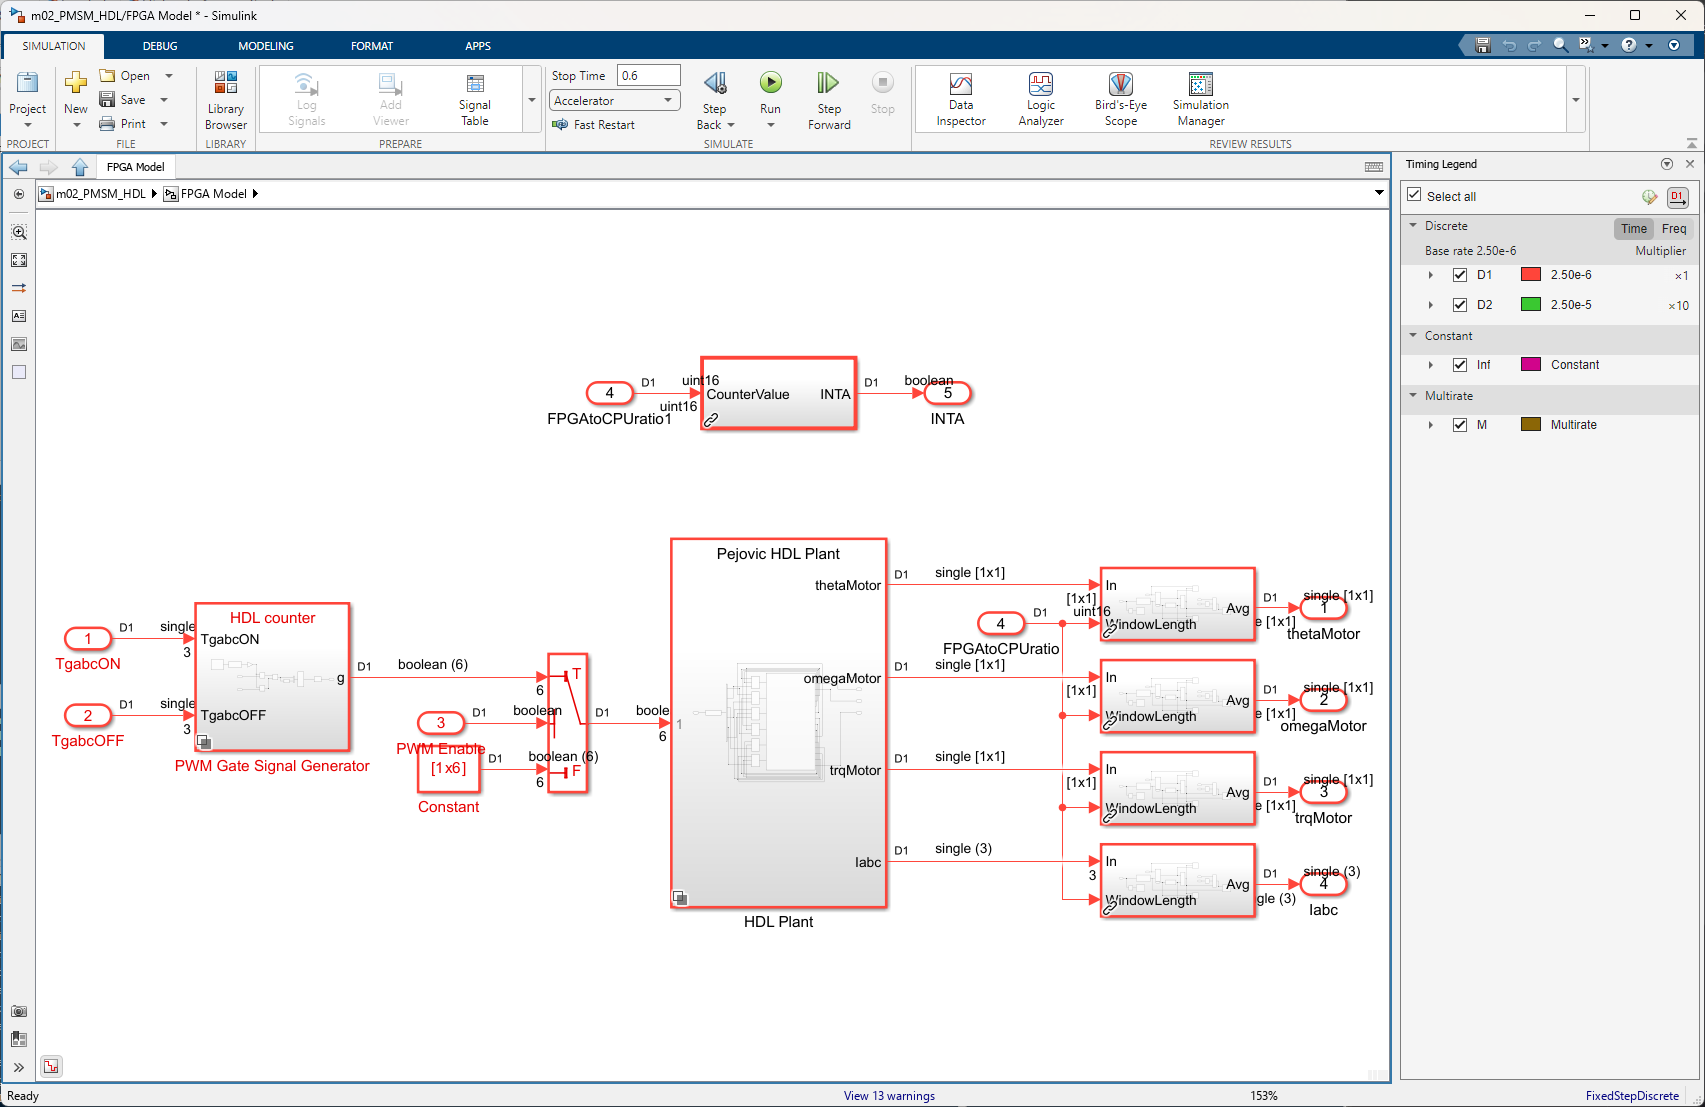 m02_PMSM_HDL/FPGA Model * - Simulink
SIMULATION DEBUG MODELING FORMAT APPS
Project
PROJECT
New
Open
Save
Print
FILE
Library Browser
LIBRARY
Log Signals
Add Viewer
Signal Table
PREPARE
Stop Time 0.6
Accelerator
Fast Restart
Step Back
Run
Step Forward
Stop
SIMULATE
Data Inspector
Logic Analyzer
Bird's-Eye Scope
Simulation Manager
REVIEW RESULTS
FPGA Model
m02_PMSM_HDL FPGA Model
Timing Legend
Select all
D1
Discrete Time Freq
Base rate 2.50e-6 Multiplier
D1 2.50e-6 ×1
D2 2.50e-5 ×10
Constant
Inf Constant
Multirate
M Multirate
4
FPGAtoCPUratio1
D1 uint16
uint16
CounterValue INTA
D1 boolean
5
INTA
1
TgabcON
D1 single
3
2
TgabcOFF
D1 single
3
HDL counter
TgabcON
TgabcOFF
g
PWM Gate Signal Generator
D1 boolean (6)
6
3
PWM Enable
D1 boolean
[1x6]
Constant
D1 boolean (6)
6
T
F
D1 boole
6
1
Pejovic HDL Plant
thetaMotor
omegaMotor
trqMotor
Iabc
HDL Plant
D1 single [1x1]
[1x1]
4
FPGAtoCPUratio
D1 uint16
In
WindowLength
Avg
D1 single [1x1]
e [1x1]
1
thetaMotor
D1 single [1x1]
[1x1]
In
WindowLength
Avg
D1 single [1x1]
e [1x1]
2
omegaMotor
D1 single [1x1]
[1x1]
In
WindowLength
Avg
D1 single [1x1]
e [1x1]
3
trqMotor
D1 single (3)
3
In
WindowLength
Avg
D1 single (3)
gle (3)
4
Iabc
Ready View 13 warnings 153% FixedStepDiscrete